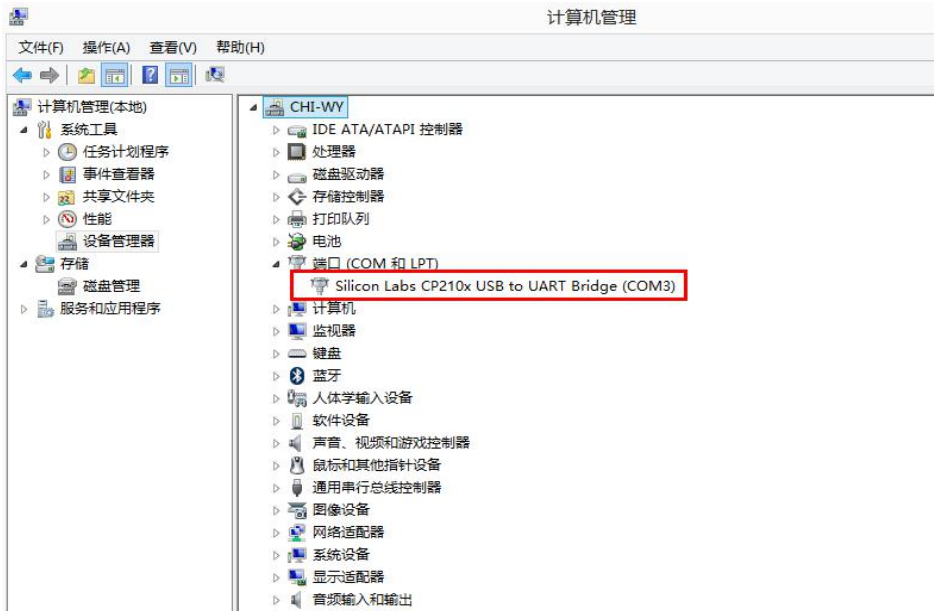 计算机管理
文件(F) 操作(A) 查看(V) 帮助(H)
计算机管理(本地)
系统工具
任务计划程序
事件查看器
共享文件夹
性能
设备管理器
存储
磁盘管理
服务和应用程序
CHI-WY
IDE ATA/ATAPI 控制器
处理器
磁盘驱动器
存储控制器
打印队列
电池
端口 (COM 和 LPT)
Silicon Labs CP210x USB to UART Bridge (COM3)
计算机
监视器
键盘
蓝牙
人体学输入设备
软件设备
声音、视频和游戏控制器
鼠标和其他指针设备
通用串行总线控制器
图像设备
网络适配器
系统设备
显示适配器
音频输入和输出